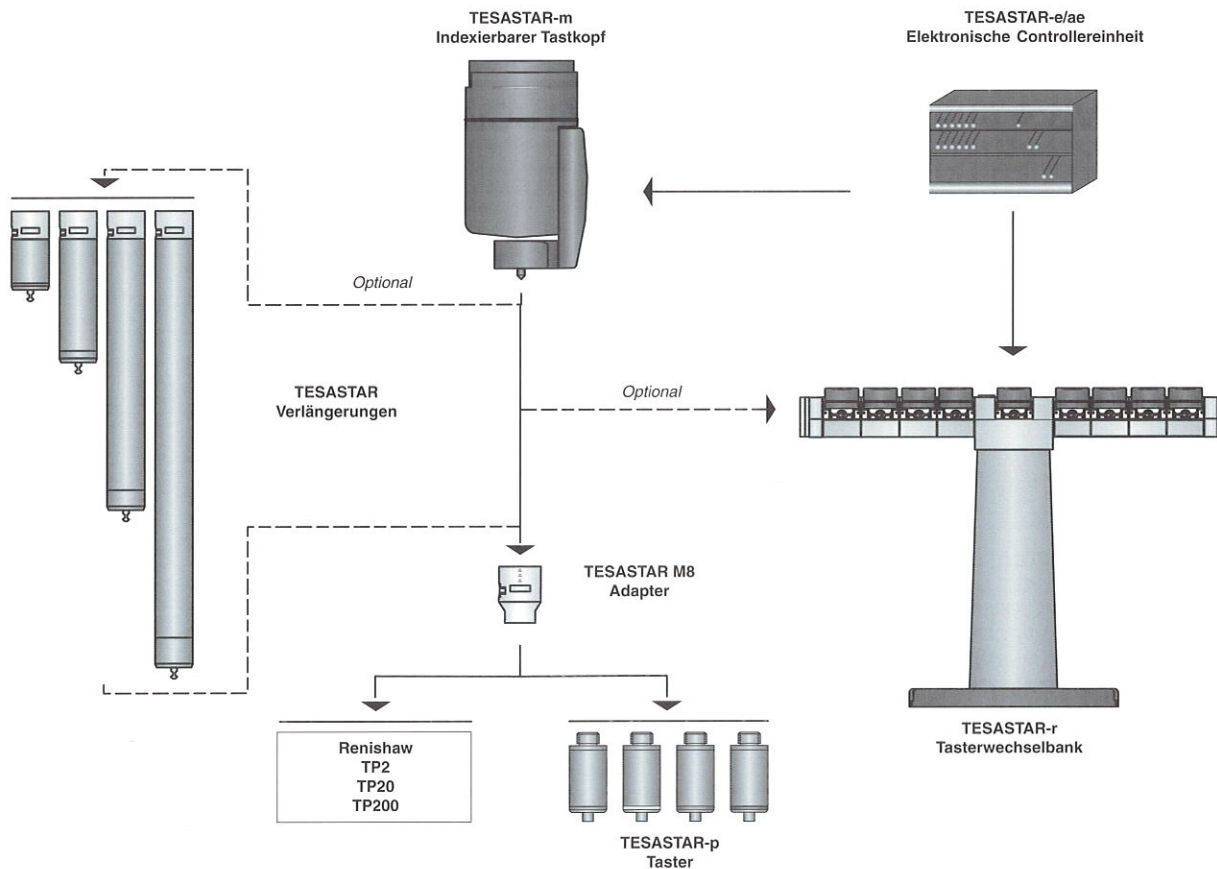 TESASTAR-m
Indexierbarer Tastkopf
TESASTAR-e/ae
Elektronische Controllereinheit
Optional
TESASTAR
Verlängerungen
Optional
TESASTAR M8
Adapter
Renishaw
TP2
TP20
TP200
TESASTAR-p
Taster
TESASTAR-r
Tasterwechselbank